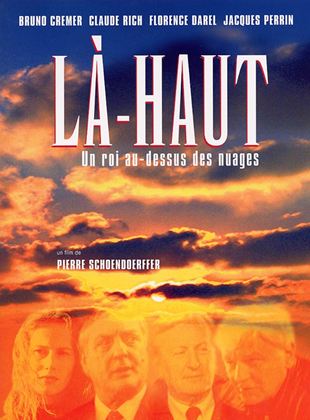 BRUNO CREMER CLAUDE RICH FLORENCE DAREL JACQUES PERRIN
LÀ-HAUT
Un roi au-dessus des nuages
un film de
PIERRE SCHOENDOERFFER